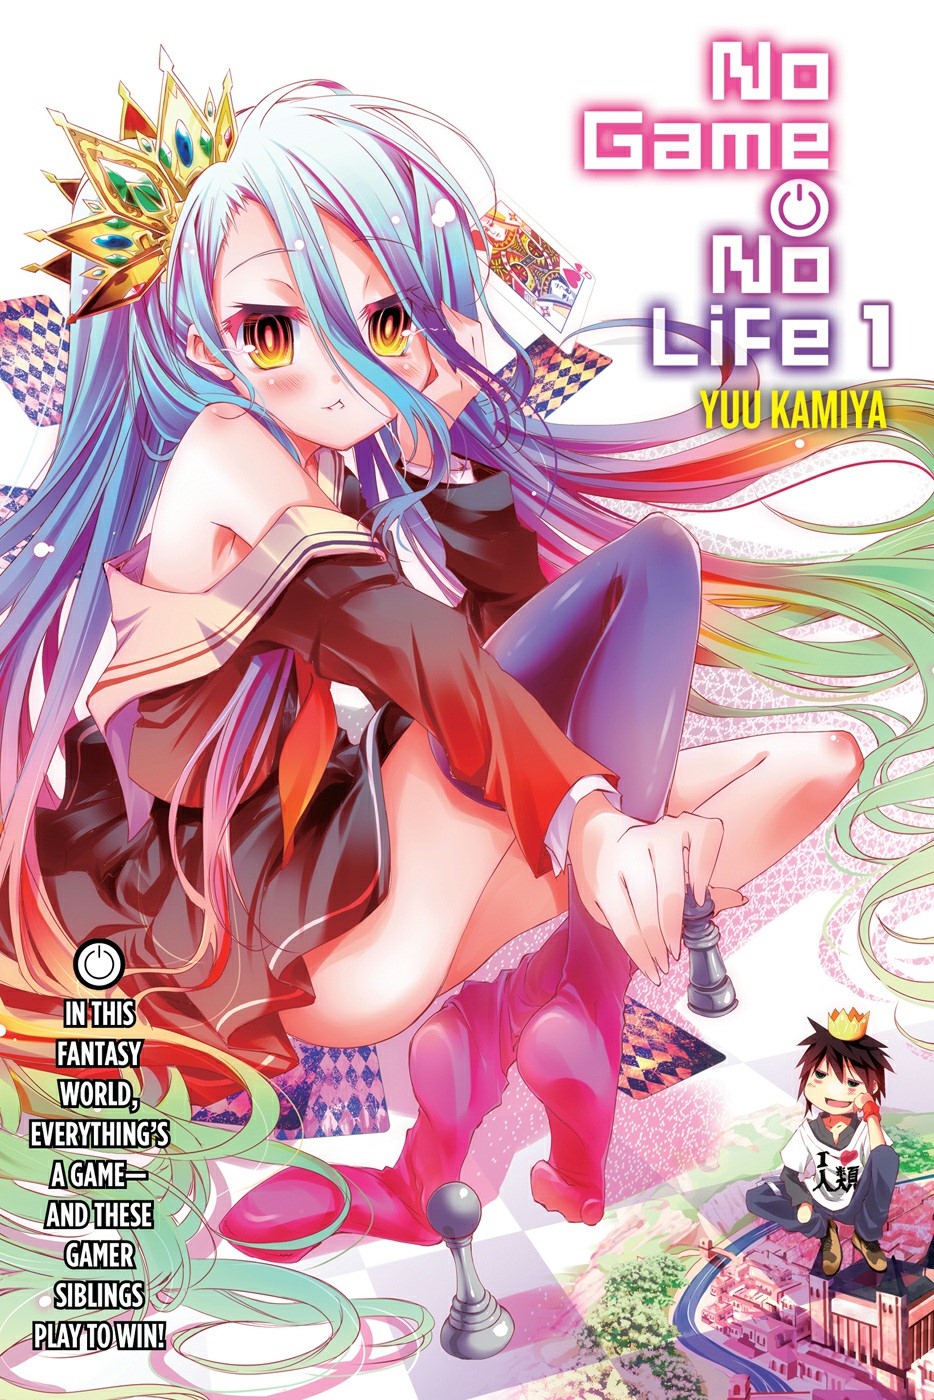 No
Game
No
Life 1
YUU KAMIYA
IN THIS
FANTASY
WORLD,
EVERYTHING'S
A GAME—
AND THESE
GAMER
SIBLINGS
PLAY TO WIN!
I ♥
人類